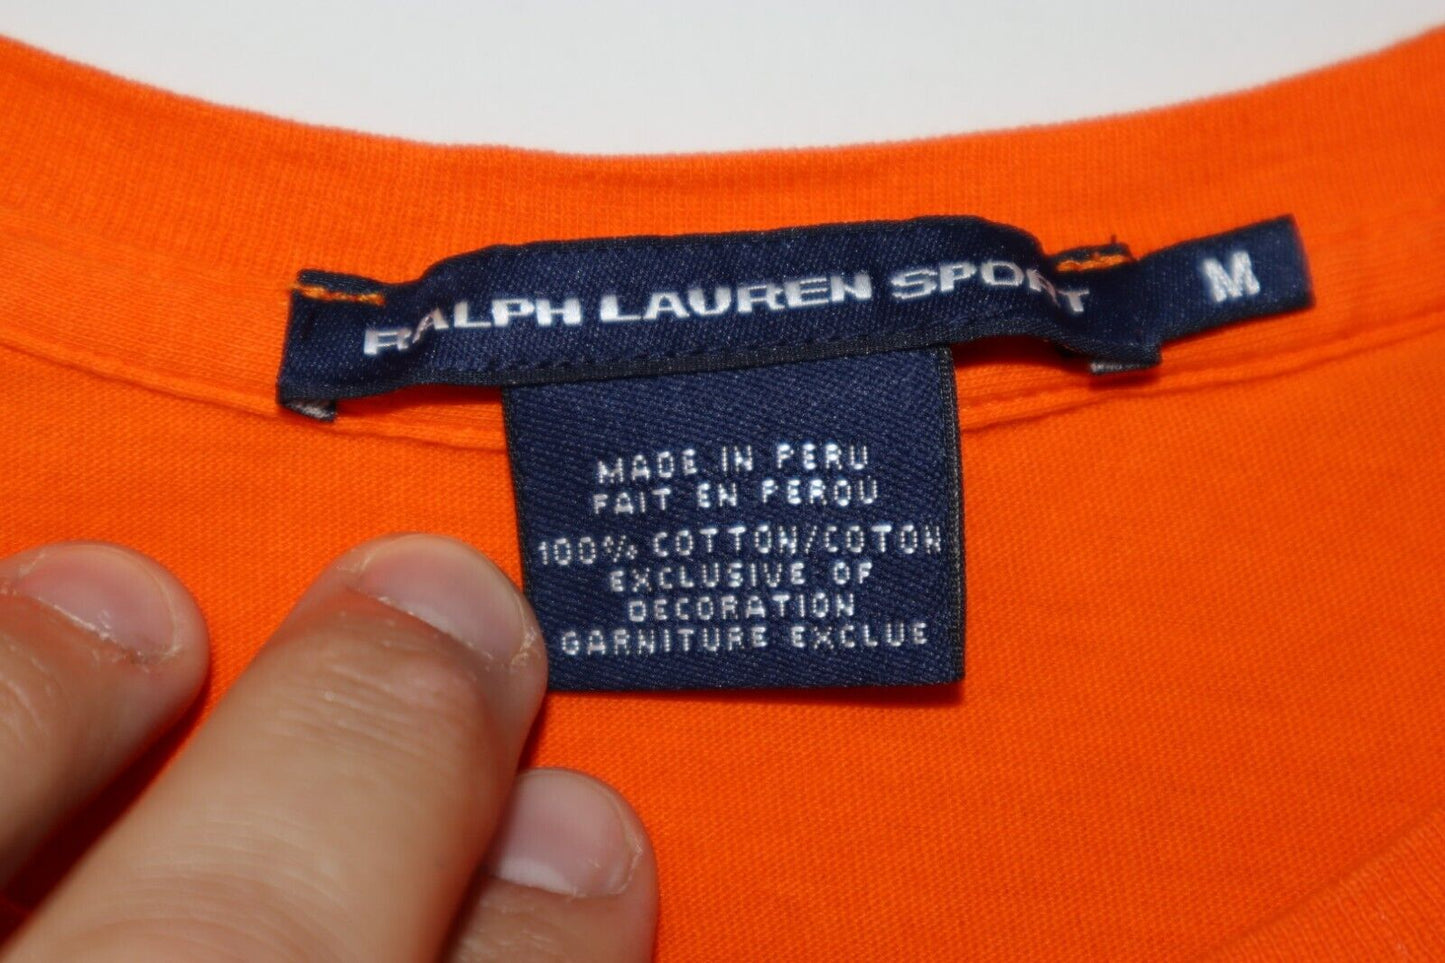 RALPH LAUREN SPORT
M
MADE IN PERU
FAIT EN PEROU
100% COTTON/COTON
EXCLUSIVE OF
DECORATION
GARNITURE EXCLUE